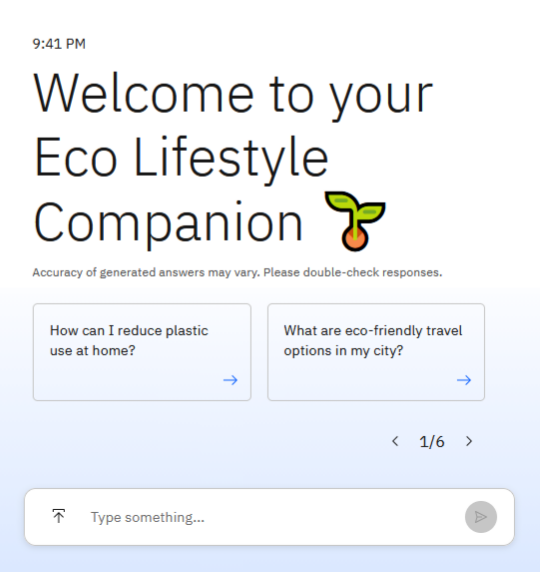 9:41 PM
Welcome to your
Eco Lifestyle
Companion
Accuracy of generated answers may vary. Please double-check responses.
How can I reduce plastic
use at home?
What are eco-friendly travel
options in my city?
1/6
Type something...